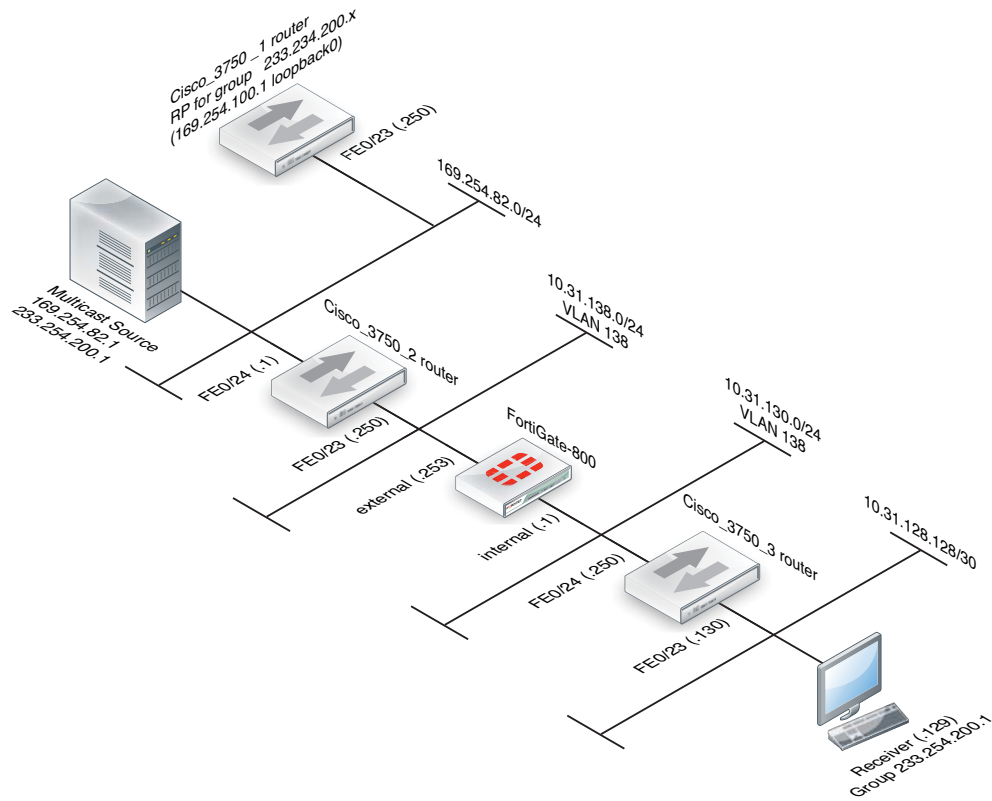 Cisco_3750_1 router
RP for group 233.234.200.x
(169.254.100.1 loopback0)
FE0/23 (.250)
169.254.82.0/24
Multicast Source
169.254.82.1
233.254.200.1
FE0/24 (.1)
Cisco_3750_2 router
FE0/23 (.250)
10.31.138.0/24
VLAN 138
external (.253)
FortiGate-800
internal (.1)
10.31.130.0/24
VLAN 138
FE0/24 (.250)
Cisco_3750_3 router
FE0/23 (.130)
10.31.128.128/30
Receiver (.129)
Group 233.254.200.1